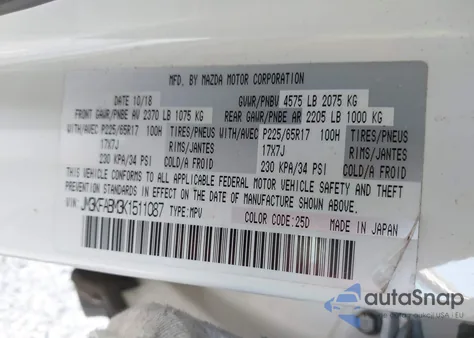 MFD. BY MAZDA MOTOR CORPORATION
DATE 10/18 GVWR/PNBV 4575 LB 2075 KG
FRONT GAWR/PNBE AV 2370 LB 1075 KG REAR GAWR/PNBE AR 2205 LB 1000 KG
WITH/AVEC P225/65R17 100H TIRES/PNEUS WITH/AVEC P225/65R17 100H TIRES/PNEUS
17X7J RIMS/JANTES 17X7J RIMS/JANTES
230 KPA/34 PSI COLD/A FROID 230 KPA/34 PSI COLD/A FROID
THIS VEHICLE CONFORMS TO ALL APPLICABLE FEDERAL MOTOR VEHICLE SAFETY AND THEFT
PREVENTION STANDARDS IN EFFECT ON THE DATE OF MANUFACTURE SHOWN ABOVE.
VIN: JM3KFABM3K1511087 TYPE:MPV COLOR CODE:25D MADE IN JAPAN
autoSnap